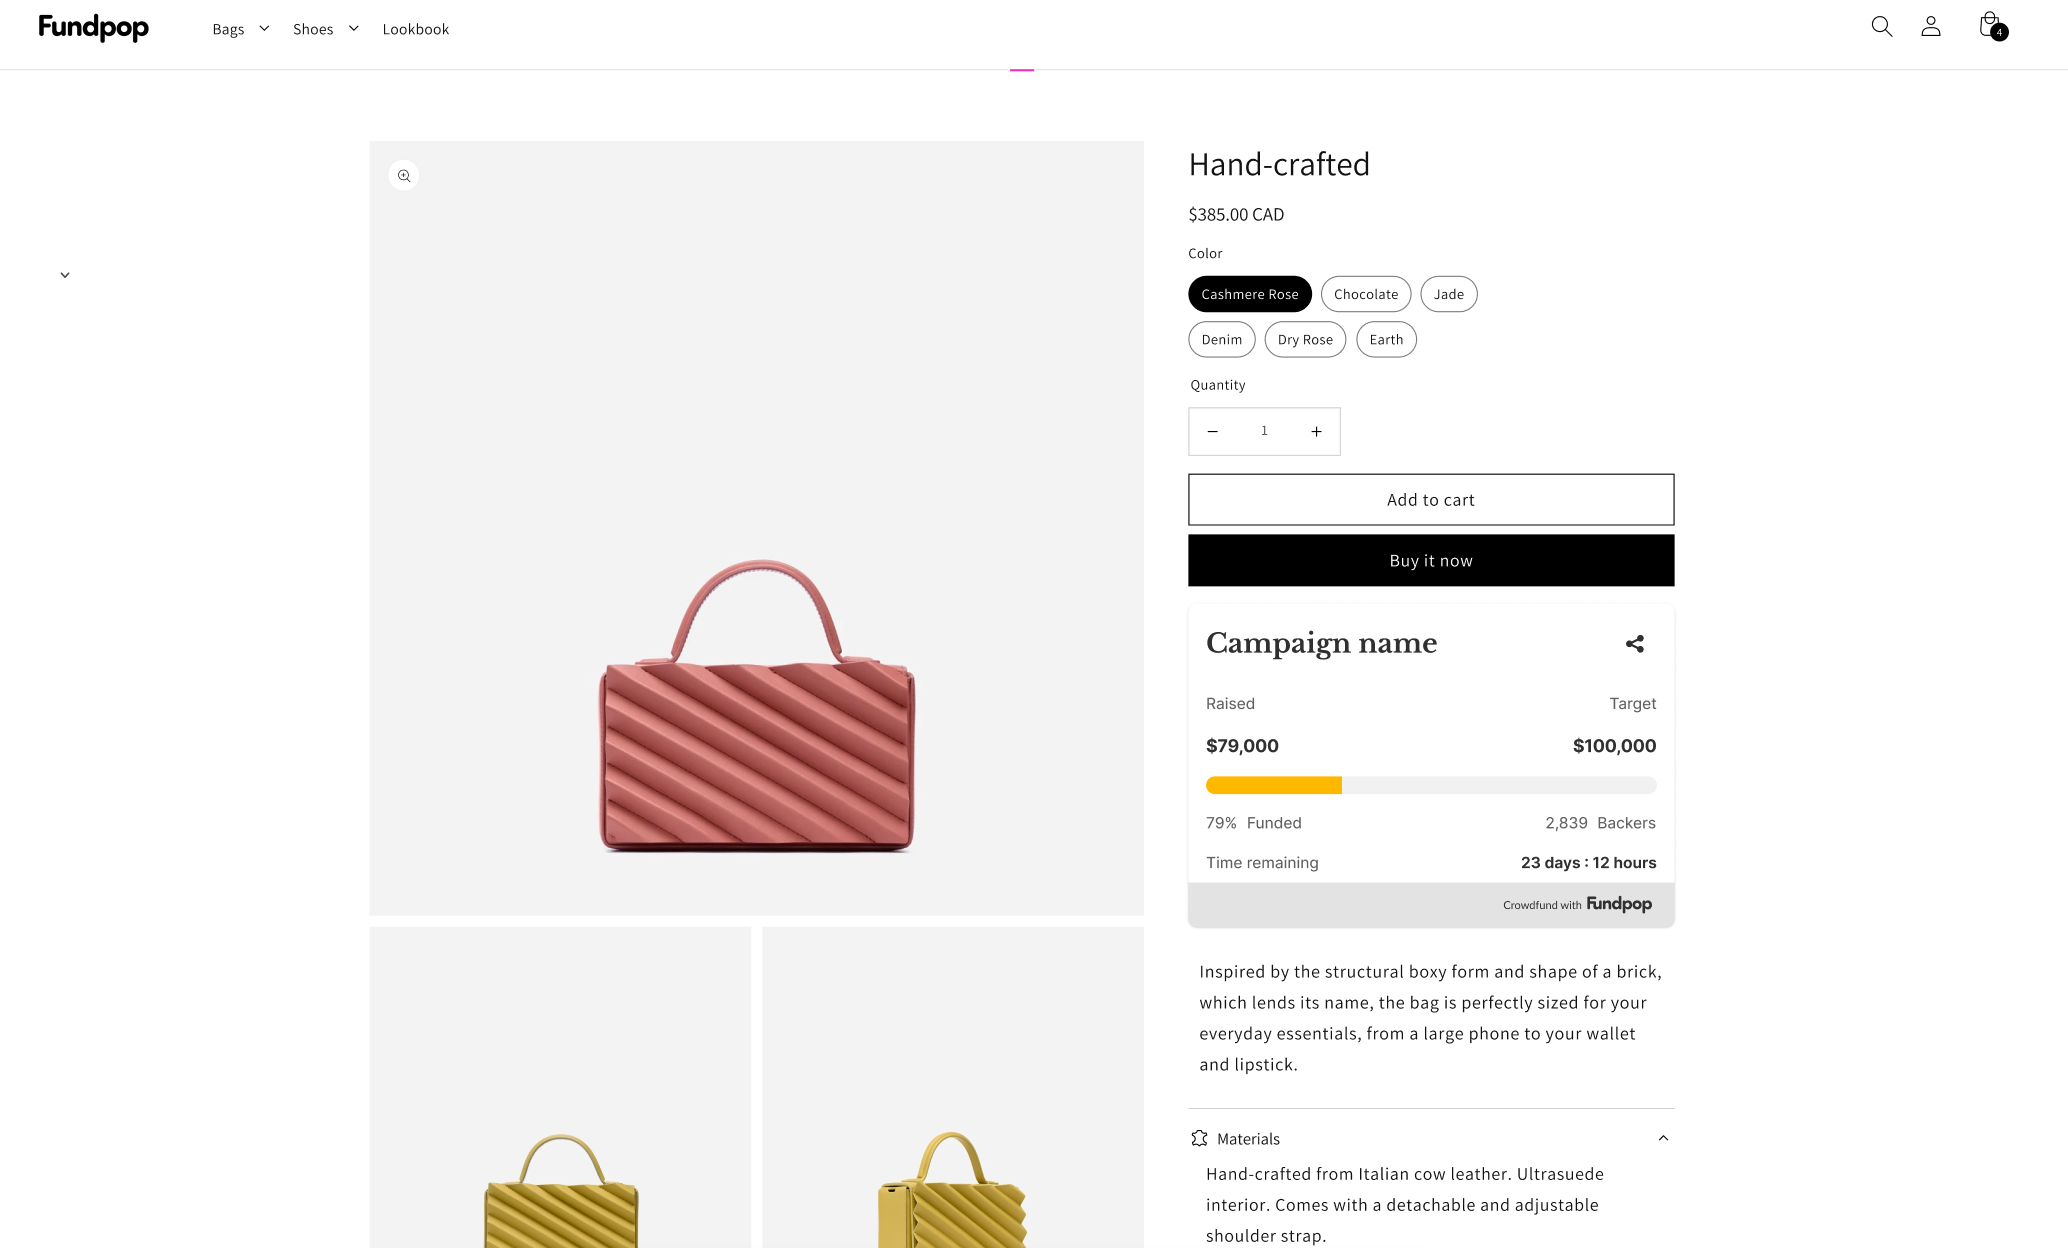 Fundpop
Bags
Shoes
Lookbook
4
Hand-crafted
$385.00 CAD
Color
Cashmere Rose
Chocolate
Jade
Denim
Dry Rose
Earth
Quantity
1
Add to cart
Buy it now
Campaign name
Raised
Target
$79,000
$100,000
79% Funded
2,839 Backers
Time remaining
23 days : 12 hours
Crowdfund with Fundpop
Inspired by the structural boxy form and shape of a brick,
which lends its name, the bag is perfectly sized for your
everyday essentials, from a large phone to your wallet
and lipstick.
Materials
Hand-crafted from Italian cow leather. Ultrasuede
interior. Comes with a detachable and adjustable
shoulder strap.